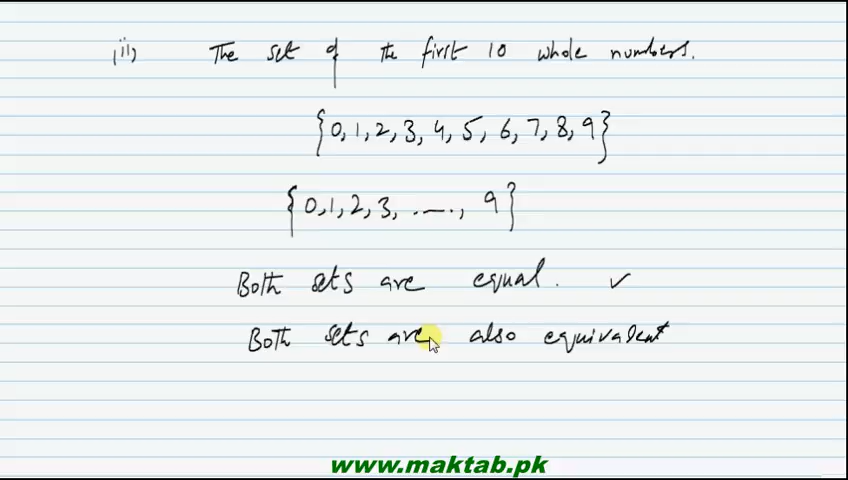 (ii) The set of the first 10 whole numbers.
{0, 1, 2, 3, 4, 5, 6, 7, 8, 9}
{0, 1, 2, 3, ....., 9}
Both sets are equal. ✓
Both sets are also equivalent
www.maktab.pk